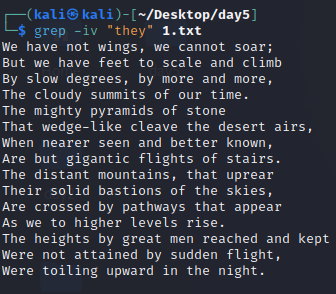 ┌──(kali㉿kali)-[~/Desktop/day5]
└─$ grep -iv "they" 1.txt
We have not wings, we cannot soar;
But we have feet to scale and climb
By slow degrees, by more and more,
The cloudy summits of our time.
The mighty pyramids of stone
That wedge-like cleave the desert airs,
When nearer seen and better known,
Are but gigantic flights of stairs.
The distant mountains, that uprear
Their solid bastions of the skies,
Are crossed by pathways that appear
As we to higher levels rise.
The heights by great men reached and kept
Were not attained by sudden flight,
Were toiling upward in the night.